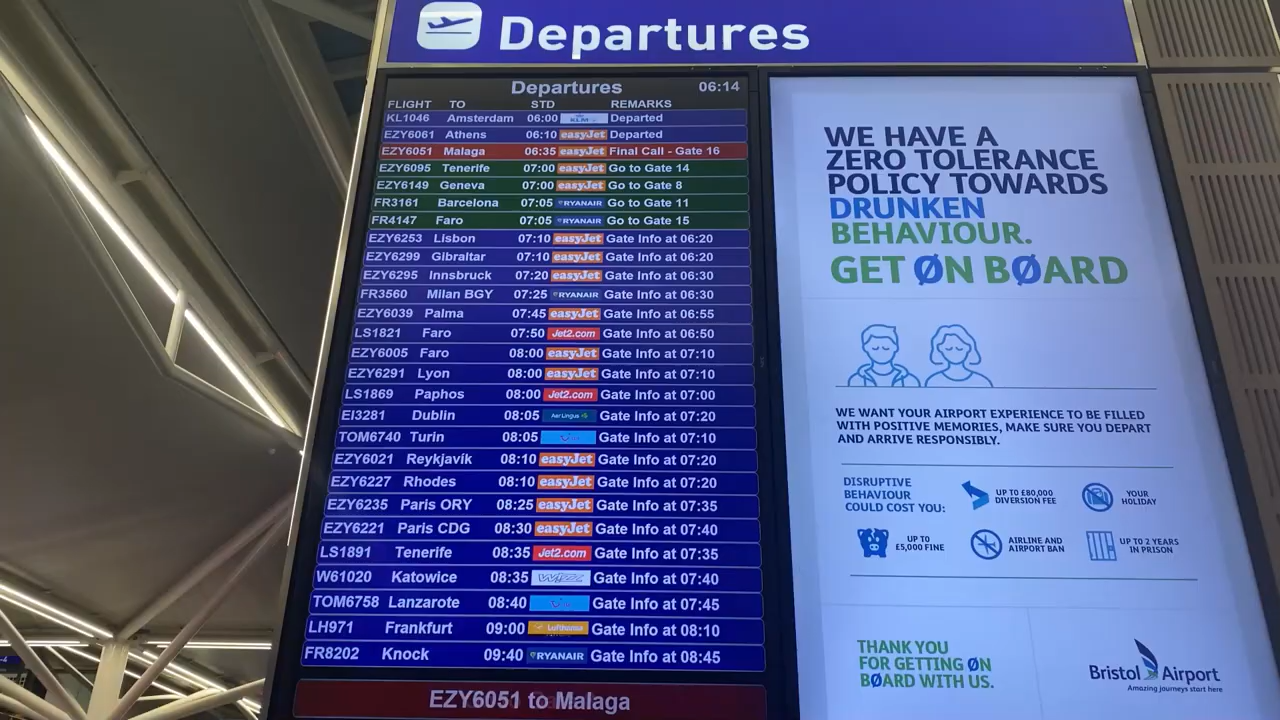 Departures
Departures 06:14
FLIGHT TO STD REMARKS
KL1046 Amsterdam 06:00 KLM Departed
EZY6061 Athens 06:10 easyJet Departed
EZY6051 Malaga 06:35 easyJet Final Call - Gate 16
EZY6095 Tenerife 07:00 easyJet Go to Gate 14
EZY6149 Geneva 07:00 easyJet Go to Gate 8
FR3161 Barcelona 07:05 RYANAIR Go to Gate 11
FR4147 Faro 07:05 RYANAIR Go to Gate 15
EZY6253 Lisbon 07:10 easyJet Gate Info at 06:20
EZY6299 Gibraltar 07:10 easyJet Gate Info at 06:20
EZY6295 Innsbruck 07:20 easyJet Gate Info at 06:30
FR3560 Milan BGY 07:25 RYANAIR Gate Info at 06:30
EZY6039 Palma 07:45 easyJet Gate Info at 06:55
LS1821 Faro 07:50 Jet2.com Gate Info at 06:50
EZY6005 Faro 08:00 easyJet Gate Info at 07:10
EZY6291 Lyon 08:00 easyJet Gate Info at 07:10
LS1869 Paphos 08:00 Jet2.com Gate Info at 07:00
EI3281 Dublin 08:05 Aer Lingus Gate Info at 07:20
TOM6740 Turin 08:05 Gate Info at 07:10
EZY6021 Reykjavík 08:10 easyJet Gate Info at 07:20
EZY6227 Rhodes 08:10 easyJet Gate Info at 07:20
EZY6235 Paris ORY 08:25 easyJet Gate Info at 07:35
EZY6221 Paris CDG 08:30 easyJet Gate Info at 07:40
LS1891 Tenerife 08:35 Jet2.com Gate Info at 07:35
W61020 Katowice 08:35 WIZZ Gate Info at 07:40
TOM6758 Lanzarote 08:40 Gate Info at 07:45
LH971 Frankfurt 09:00 Lufthansa Gate Info at 08:10
FR8202 Knock 09:40 RYANAIR Gate Info at 08:45
EZY6051 to Malaga
WE HAVE A
ZERO TOLERANCE
POLICY TOWARDS
DRUNKEN
BEHAVIOUR.
GET ØN BØARD
WE WANT YOUR AIRPORT EXPERIENCE TO BE FILLED
WITH POSITIVE MEMORIES, MAKE SURE YOU DEPART
AND ARRIVE RESPONSIBLY.
DISRUPTIVE
BEHAVIOUR
COULD COST YOU:
UP TO £80,000
DIVERSION FEE
YOUR
HOLIDAY
UP TO
£5,000 FINE
AIRLINE AND
AIRPORT BAN
UP TO 2 YEARS
IN PRISON
THANK YOU
FOR GETTING ØN
BØARD WITH US.
Bristol Airport
Amazing journeys start here